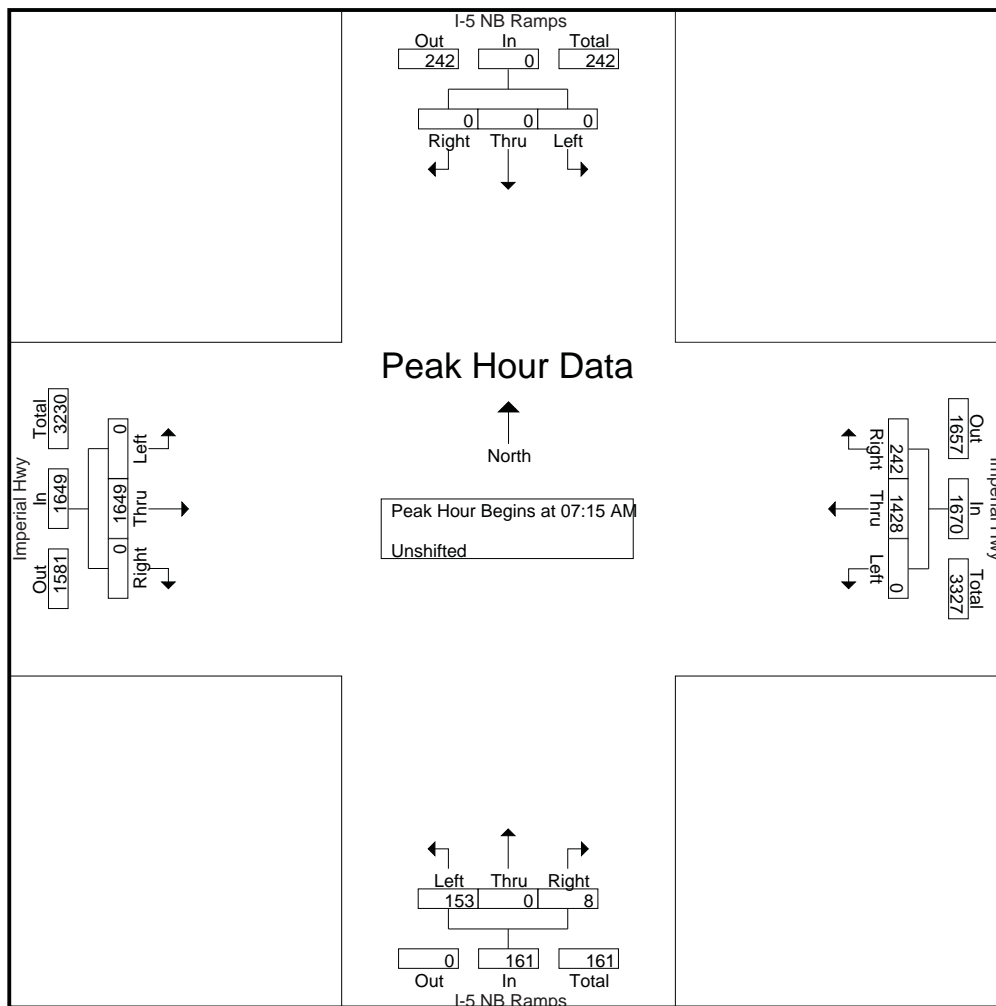 I-5 NB Ramps
Out In Total
242 0 242
0 0 0
Right Thru Left
Peak Hour Data
North
Peak Hour Begins at 07:15 AM
Unshifted
Imperial Hwy
Out In Total
1581 1649 3230
0 1649 0
Right Thru Left
Imperial Hwy
Out In Total
1657 1670 3327
242 1428 0
Right Thru Left
Left Thru Right
153 0 8
0 161 161
Out In Total
I-5 NB Ramps